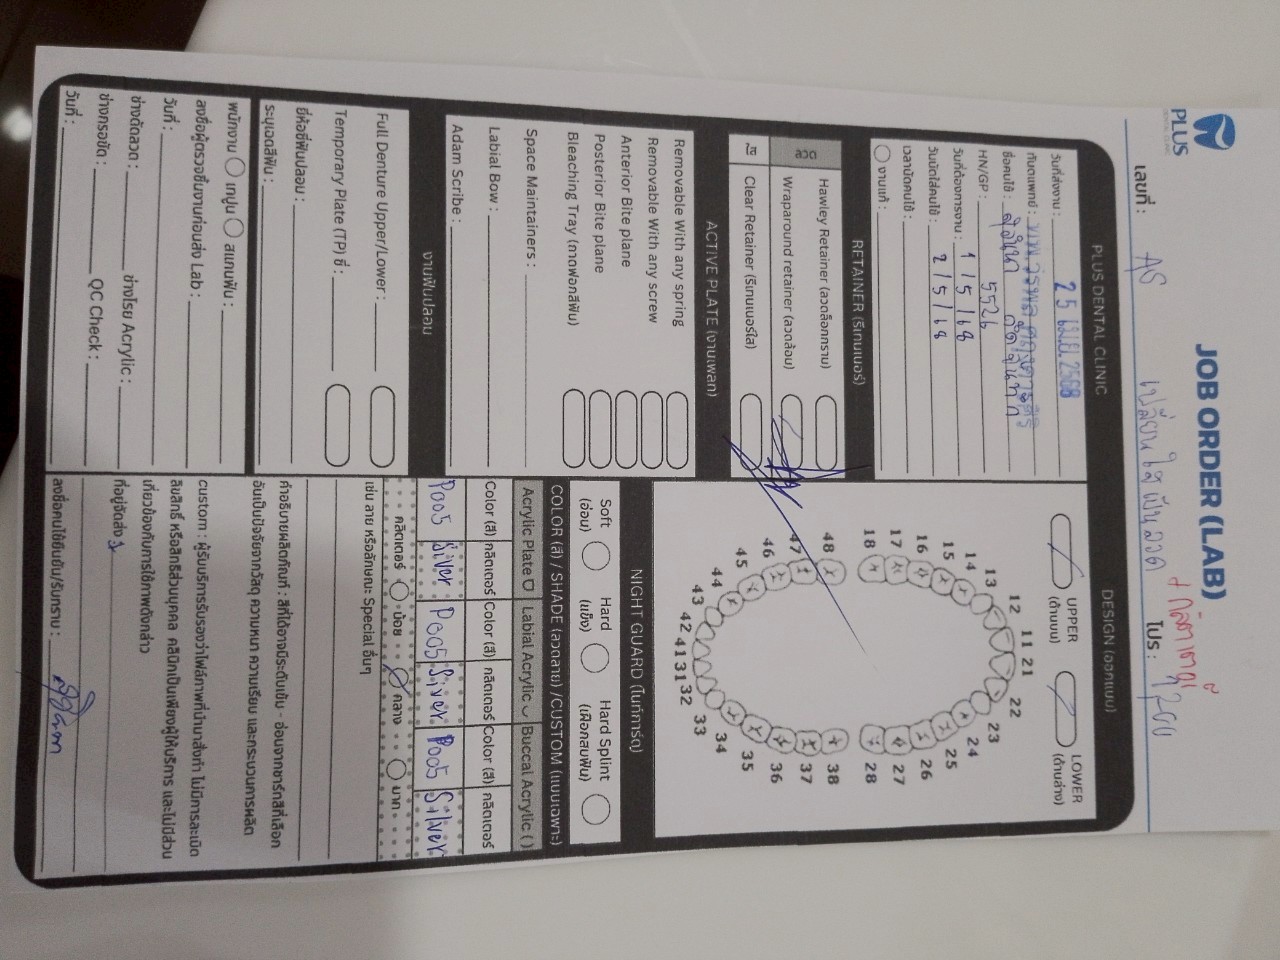 PLUS
DENTAL CLINIC
JOB ORDER (LAB)
เลขที่ :
เปลี่ยนใส เป็นลวด + กลิตเตอร์ 1,200
โปร :
PLUS DENTAL CLINIC
วันที่ส่งงาน : 25 เม.ย. 2568
ทันตแพทย์ :
ชื่อคนไข้ :
HN/GP : 5526
วันที่ต้องการงาน : 1/5/68
วันนัดใส่คนไข้ : 2/5/68
เวลานัดคนไข้ :
งานแก้ :
RETAINER (รีเทนเนอร์)
ลวด
Hawley Retainer (ลวดล็อกกราม)
Wraparound retainer (ลวดล้อม)
ใส
Clear Retainer (รีเทนเนอร์ใส)
ACTIVE PLATE (งานเพลท)
Removable With any spring
Removable With any screw
Anterior Bite plane
Posterior Bite plane
Bleaching Tray (ถาดฟอกสีฟัน)
Space Maintainers :
Labial Bow :
Adam Scribe :
งานฟันปลอม
Full Denture Upper/Lower :
Temporary Plate (TP) ซี่ :
ยี่ห้อซี่ฟันปลอม :
ระบุเฉดสีฟัน :
พนักงาน เทปูน สแกนฟัน :
ลงชื่อผู้ตรวจชิ้นงานก่อนส่ง Lab :
วันที่ :
ช่างดัดลวด : ช่างโรย Acrylic :
ช่างกรอขัด : QC Check :
วันที่ :
DESIGN (ออกแบบ)
UPPER (ด้านบน) LOWER (ด้านล่าง)
18 17 16 15 14 13 12 11 21 22 23 24 25 26 27 28
48 47 46 45 44 43 42 41 31 32 33 34 35 36 37 38
NIGHT GUARD (ไนท์การ์ด)
Soft (อ่อน) Hard (แข็ง) Hard Splint (เฝือกสบฟัน)
COLOR (สี) / SHADE (ลวดลาย) /CUSTOM (แบบเฉพาะ)
Acrylic Plate Labial Acrylic Buccal Acrylic ( )
Color (สี) กลิตเตอร์ Color (สี) กลิตเตอร์ Color (สี) กลิตเตอร์
P005 Siver P005 Siver P005 Silver
กลิตเตอร์ น้อย กลาง มาก
เช่น ลาย หรือลักษณะ Special อื่นๆ
คำอธิบายผลิตภัณฑ์ : สีที่ได้อาจมีระดับเข้ม - อ่อนจากชาร์ทสีที่เลือก
อันเป็นปัจจัยจากวัสดุ ความหนา ความเรียบ และกระบวนการผลิต
custom : ผู้รับบริการรับรองว่าไฟล์ภาพที่นำมาสั่งทำ ไม่มีการละเมิด
ลิขสิทธิ์ หรือสิทธิส่วนบุคคล คลินิกเป็นเพียงผู้ให้บริการ และไม่มีส่วน
เกี่ยวข้องกับการใช้ภาพดังกล่าว
ที่อยู่จัดส่ง
ลงชื่อคนไข้ยืนยัน/รับทราบ :